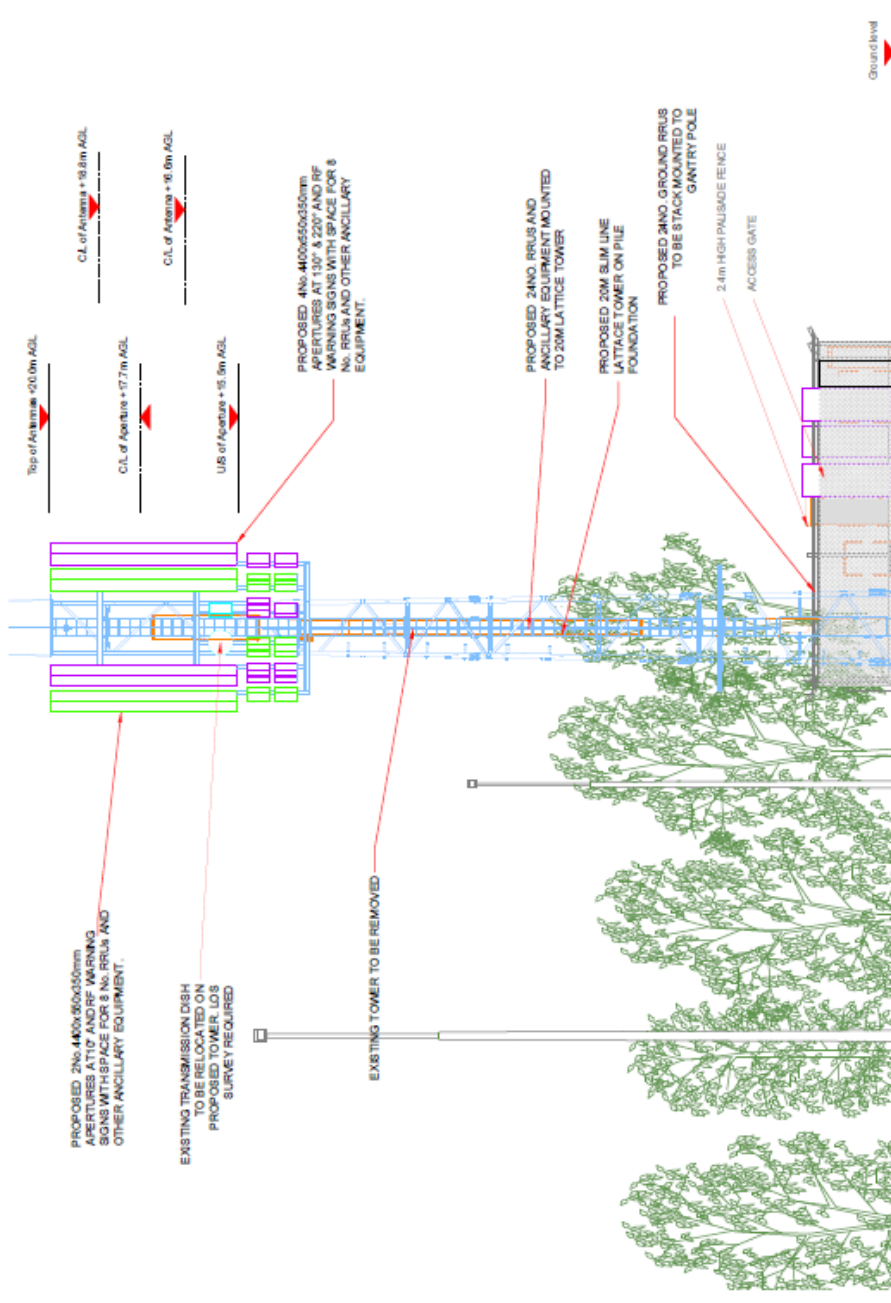 Top of Antennas +20.0m AGL
C/L of Antenna +18.8m AGL
C/L of Aperture +17.7m AGL
C/L of Antenna +16.6m AGL
U/S of Aperture +15.5m AGL
PROPOSED 2No.4400x550x350mm
APERTURES AT10° AND RF WARNING
SIGNS WITH SPACE FOR 8 No. RRUs AND
OTHER ANCILLARY EQUIPMENT.
EXISTING TRANSMISSION DISH
TO BE RELOCATED ON
PROPOSED TOWER. LOS
SURVEY REQUIRED
EXISTING TOWER TO BE REMOVED
PROPOSED 4No.4400x550x350mm
APERTURES AT 130° & 220° AND RF
WARNING SIGNS WITH SPACE FOR 8
No. RRUs AND OTHER ANCILLARY
EQUIPMENT.
PROPOSED 24NO. RRUS AND
ANCILLARY EQUIPMENT MOUNTED
TO 20M LATTICE TOWER
PROPOSED 20M SLIM LINE
LATTACE TOWER ON PILE
FOUNDATION
PROPOSED 24NO. GROUND RRUS
TO BE STACK MOUNTED TO
GANTRY POLE
2.4m HIGH PALISADE FENCE
ACCESS GATE
Ground level